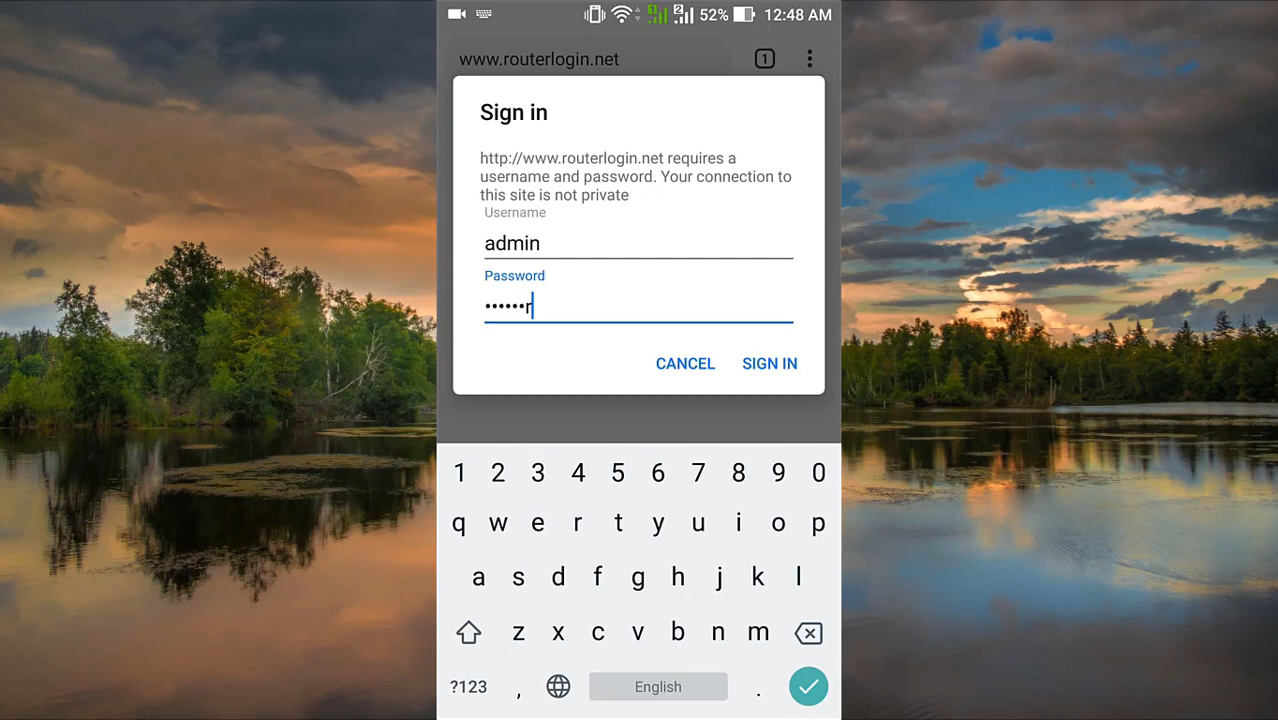 52% 12:48 AM
www.routerlogin.net 1
Sign in
http://www.routerlogin.net requires a
username and password. Your connection to
this site is not private
Username
admin
Password
••••••r
CANCEL SIGN IN
1 2 3 4 5 6 7 8 9 0
q w e r t y u i o p
a s d f g h j k l
z x c v b n m
?123 , English .